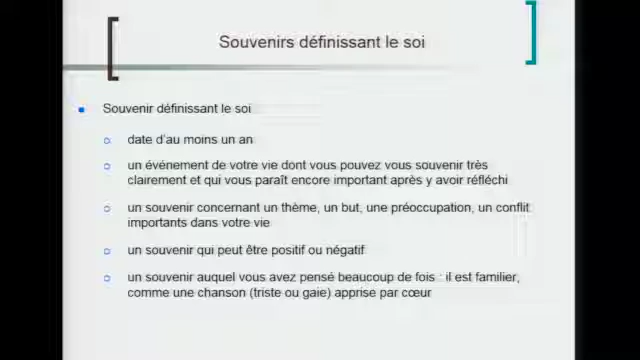 Souvenirs définissant le soi
Souvenir définissant le soi
date d'au moins un an
un événement de votre vie dont vous pouvez vous souvenir très
clairement et qui vous paraît encore important après y avoir réfléchi
un souvenir concernant un thème, un but, une préoccupation, un conflit
importants dans votre vie
un souvenir qui peut être positif ou négatif
un souvenir auquel vous avez pensé beaucoup de fois : il est familier,
comme une chanson (triste ou gaie) apprise par cœur